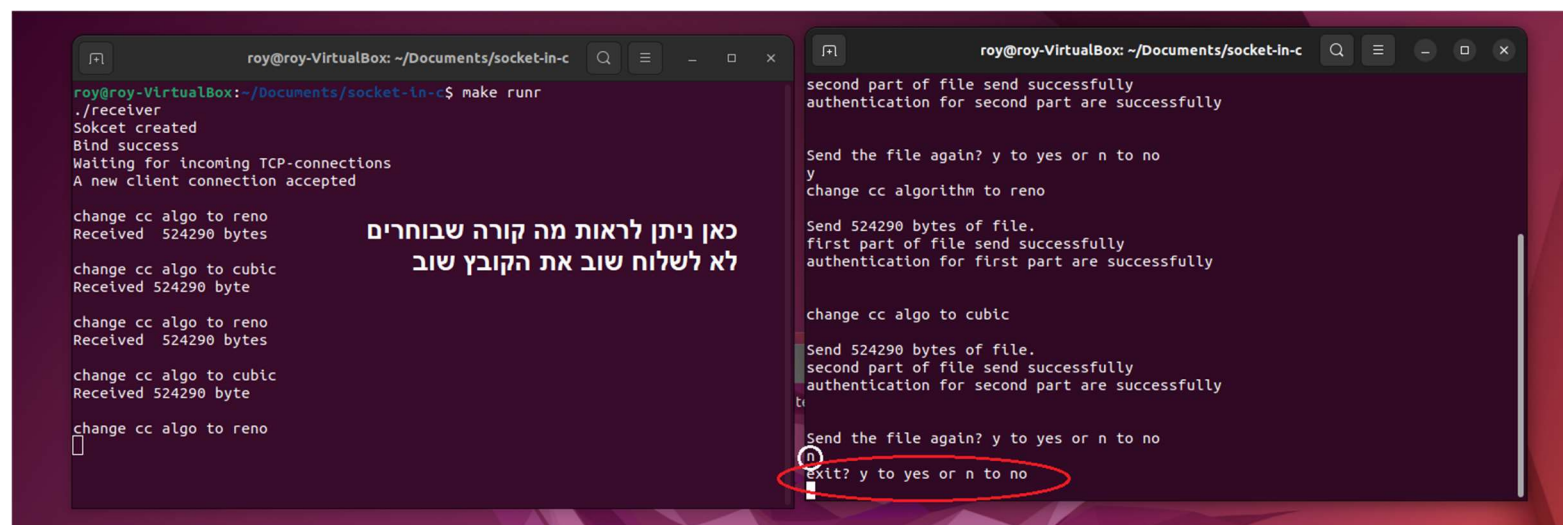 roy@roy-VirtualBox: ~/Documents/socket-in-c
roy@roy-VirtualBox:~/Documents/socket-in-c$ make runr
./receiver
Sokcet created
Bind success
Waiting for incoming TCP-connections
A new client connection accepted
change cc algo to reno
Received  524290 bytes
change cc algo to cubic
Received 524290 byte
change cc algo to reno
Received  524290 bytes
change cc algo to cubic
Received 524290 byte
change cc algo to reno
כאן ניתן לראות מה קורה שבוחרים
לא לשלוח שוב את הקובץ שוב
roy@roy-VirtualBox: ~/Documents/socket-in-c
second part of file send successfully
authentication for second part are successfully
Send the file again? y to yes or n to no
y
change cc algorithm to reno
Send 524290 bytes of file.
first part of file send successfully
authentication for first part are successfully
change cc algo to cubic
Send 524290 bytes of file.
second part of file send successfully
authentication for second part are successfully
Send the file again? y to yes or n to no
n
exit? y to yes or n to no